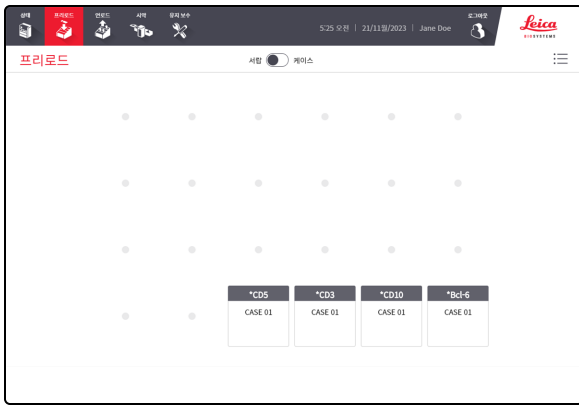 상태
프리로드
언로드
시약
유지 보수
5:25 오전 | 21/11월/2023 | Jane Doe
로그아웃
Leica
BIOSYSTEMS
프리로드
서랍
케이스
*CD5
*CD3
*CD10
*Bcl-6
CASE 01
CASE 01
CASE 01
CASE 01